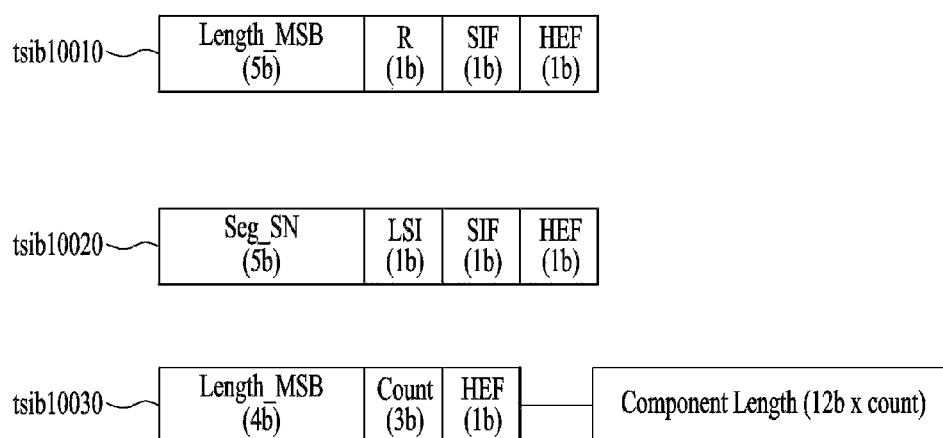 tsib10010 Length_MSB (5b) R (1b) SIF (1b) HEF (1b)
tsib10020 Seg_SN (5b) LSI (1b) SIF (1b) HEF (1b)
tsib10030 Length_MSB (4b) Count (3b) HEF (1b) Component Length (12b x count)